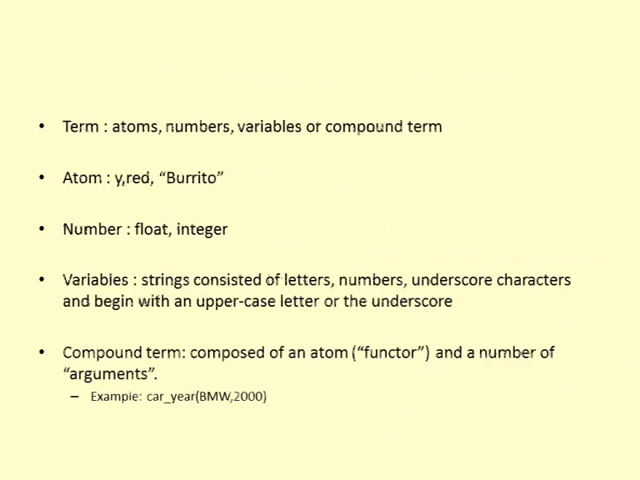 • Term : atoms, numbers, variables or compound term
• Atom : y,red, “Burrito”
• Number : float, integer
• Variables : strings consisted of letters, numbers, underscore characters
and begin with an upper-case letter or the underscore
• Compound term: composed of an atom (“functor”) and a number of
“arguments”.
– Example: car_year(BMW,2000)